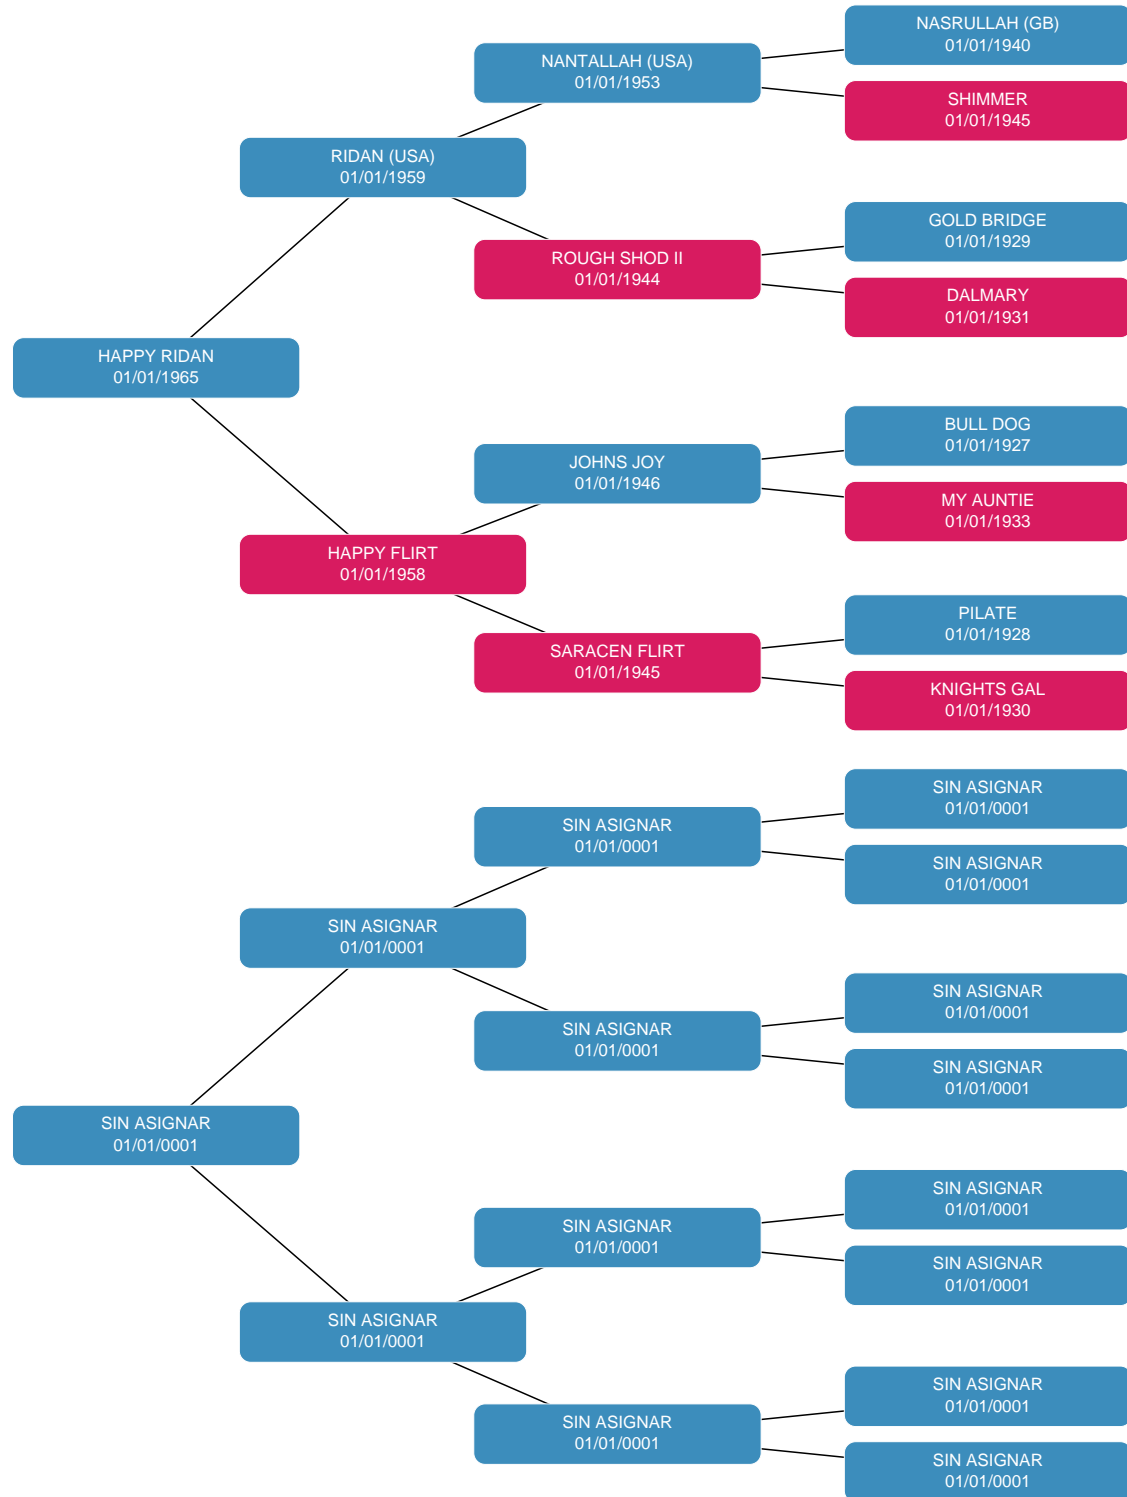 NASRULLAH (GB)
01/01/1940
NANTALLAH (USA)
01/01/1953
SHIMMER
01/01/1945
RIDAN (USA)
01/01/1959
GOLD BRIDGE
01/01/1929
ROUGH SHOD II
01/01/1944
DALMARY
01/01/1931
HAPPY RIDAN
01/01/1965
BULL DOG
01/01/1927
JOHNS JOY
01/01/1946
MY AUNTIE
01/01/1933
HAPPY FLIRT
01/01/1958
PILATE
01/01/1928
SARACEN FLIRT
01/01/1945
KNIGHTS GAL
01/01/1930
SIN ASIGNAR
01/01/0001
SIN ASIGNAR
01/01/0001
SIN ASIGNAR
01/01/0001
SIN ASIGNAR
01/01/0001
SIN ASIGNAR
01/01/0001
SIN ASIGNAR
01/01/0001
SIN ASIGNAR
01/01/0001
SIN ASIGNAR
01/01/0001
SIN ASIGNAR
01/01/0001
SIN ASIGNAR
01/01/0001
SIN ASIGNAR
01/01/0001
SIN ASIGNAR
01/01/0001
SIN ASIGNAR
01/01/0001
SIN ASIGNAR
01/01/0001
SIN ASIGNAR
01/01/0001